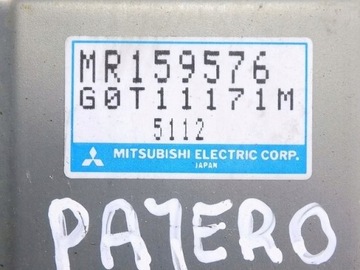 MR159576
G0T11171M
5112
MITSUBISHI ELECTRIC CORP.
JAPAN
PAJERO